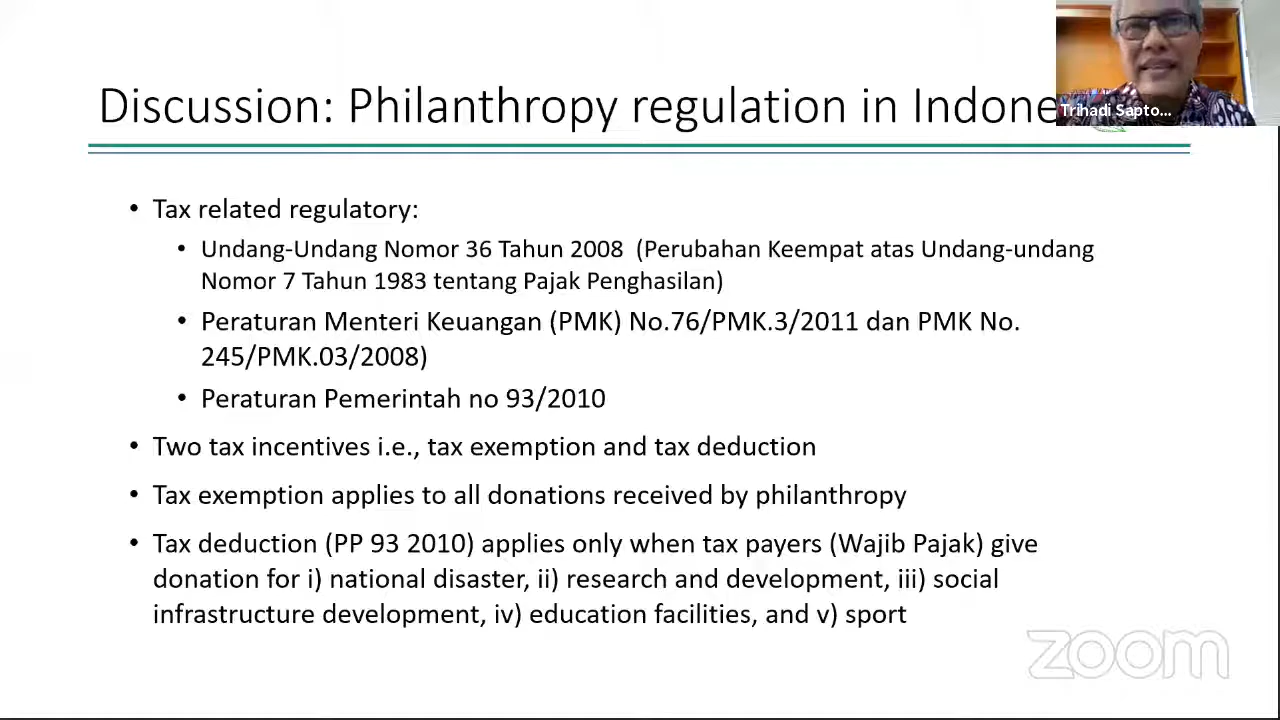 Discussion: Philanthropy regulation in Indone
Trihadi Sapto...
• Tax related regulatory:
• Undang-Undang Nomor 36 Tahun 2008 (Perubahan Keempat atas Undang-undang
Nomor 7 Tahun 1983 tentang Pajak Penghasilan)
• Peraturan Menteri Keuangan (PMK) No.76/PMK.3/2011 dan PMK No.
245/PMK.03/2008)
• Peraturan Pemerintah no 93/2010
• Two tax incentives i.e., tax exemption and tax deduction
• Tax exemption applies to all donations received by philanthropy
• Tax deduction (PP 93 2010) applies only when tax payers (Wajib Pajak) give
donation for i) national disaster, ii) research and development, iii) social
infrastructure development, iv) education facilities, and v) sport
zoom